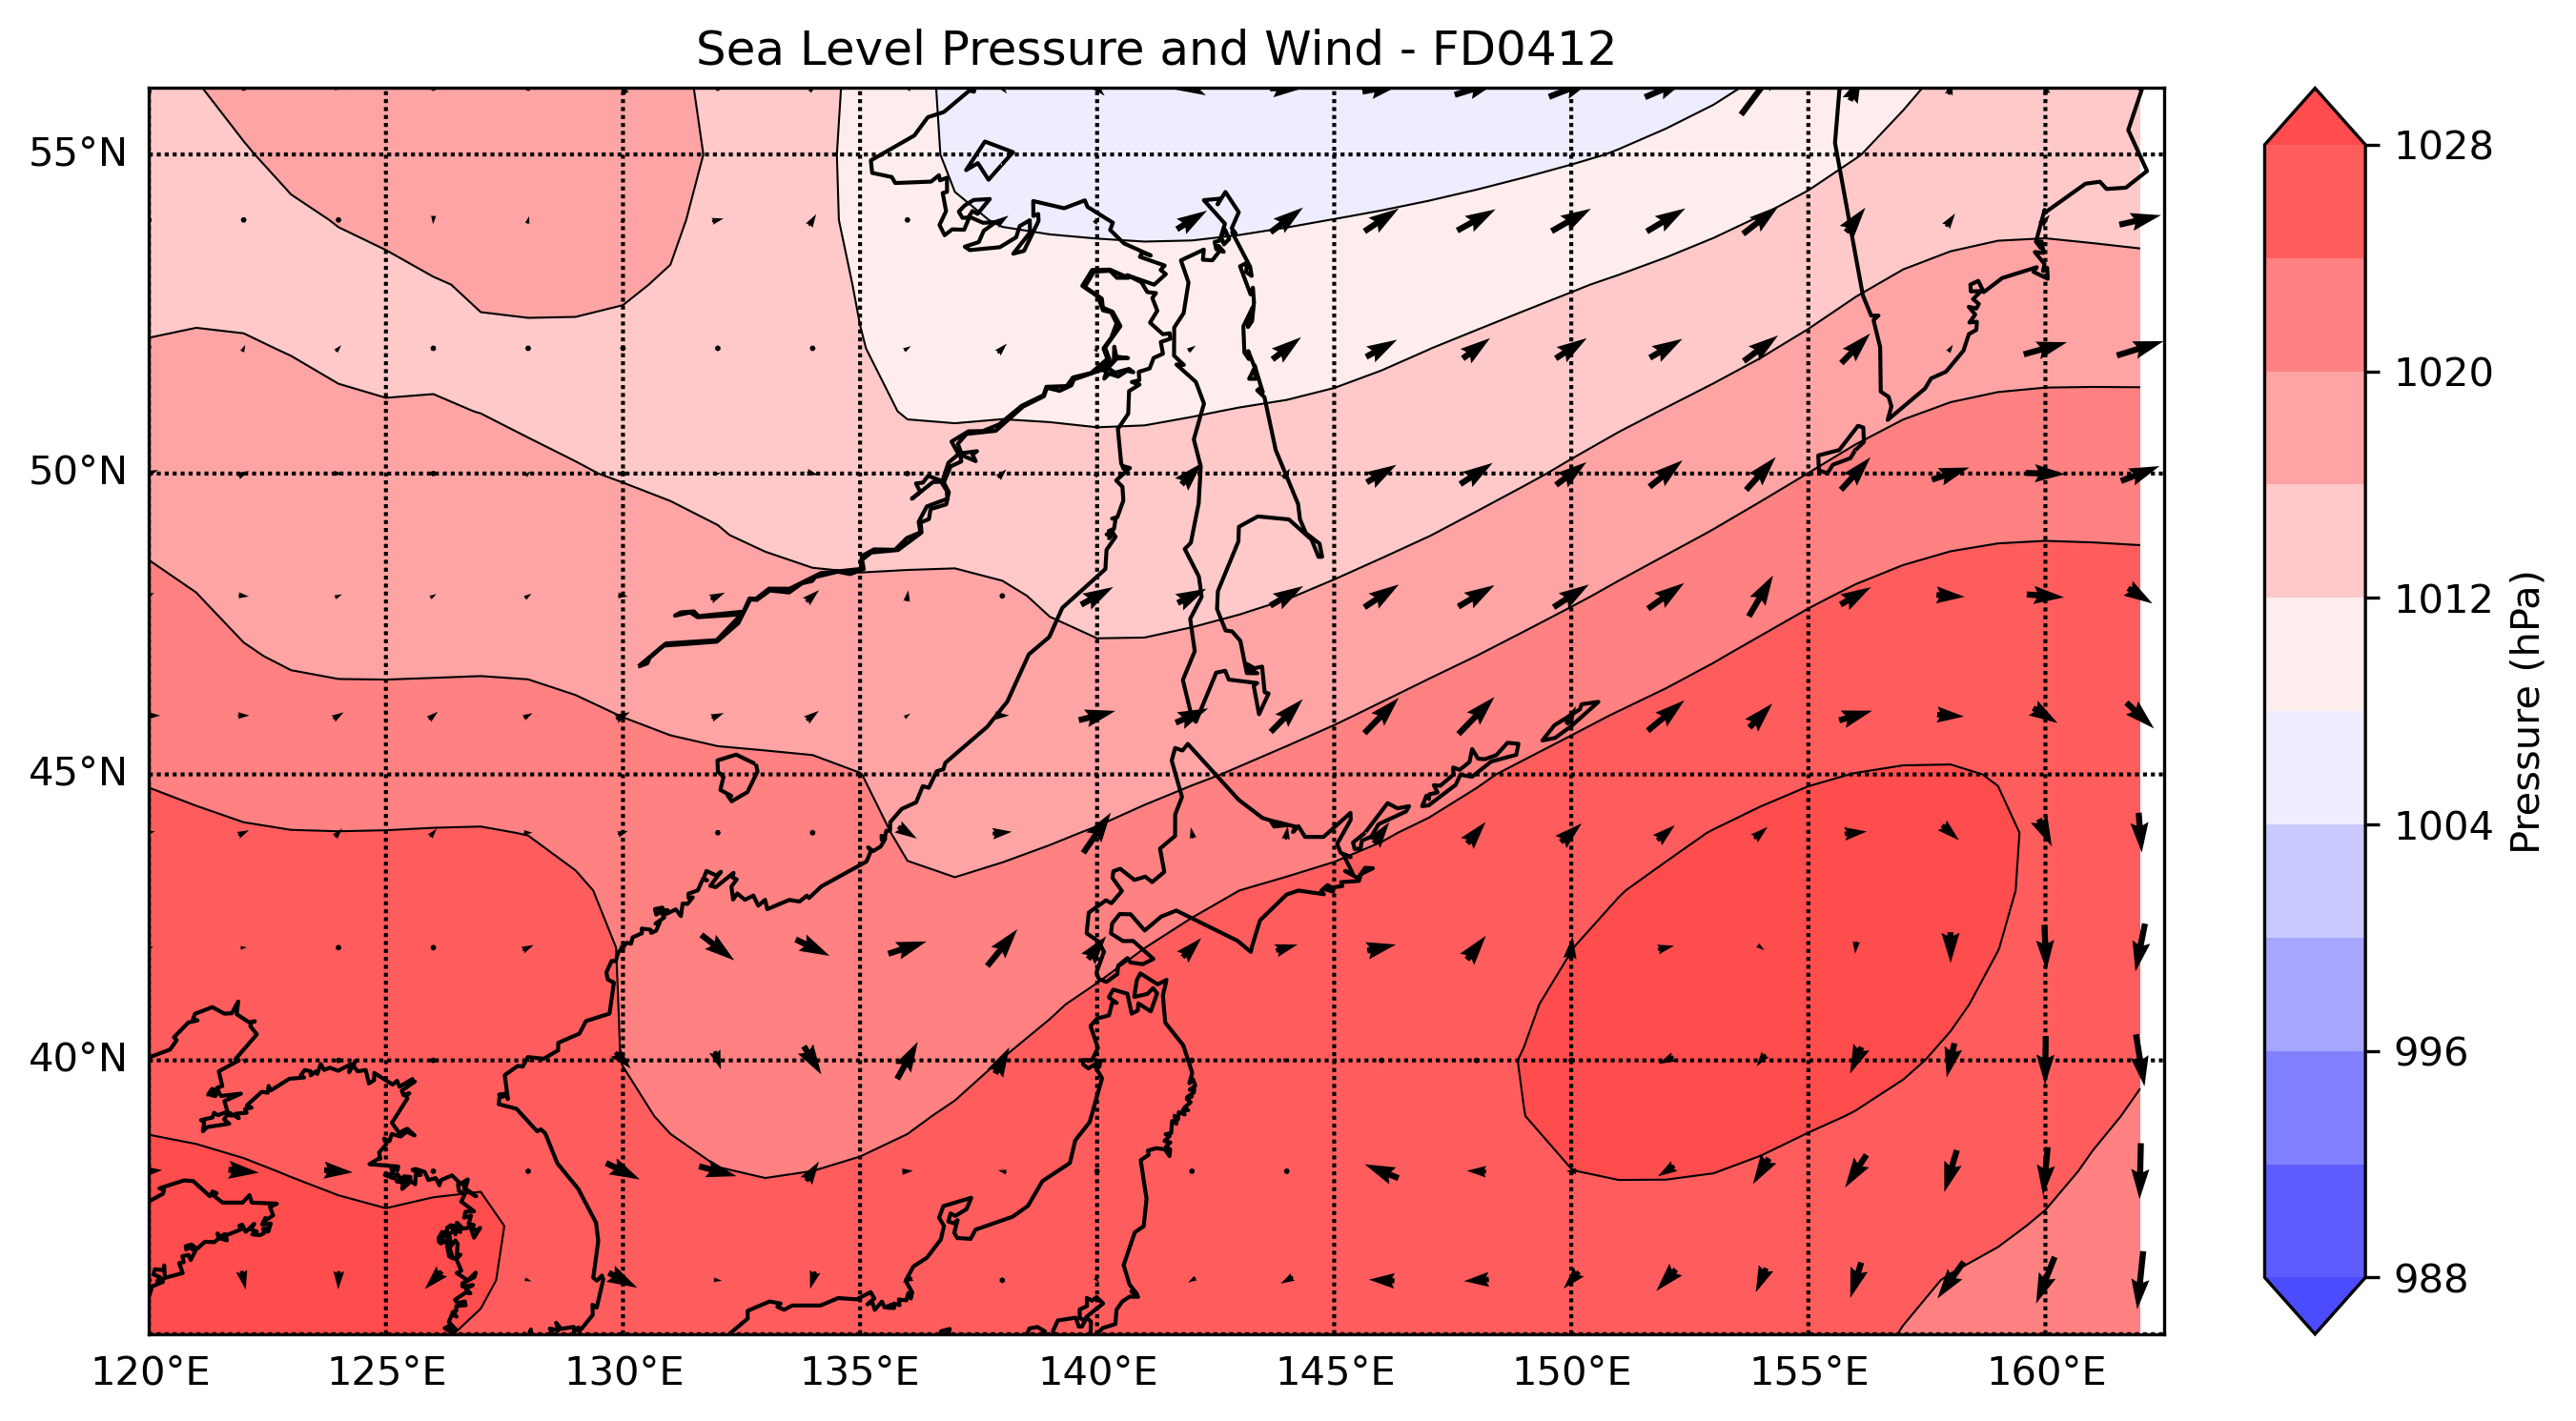 Sea Level Pressure and Wind - FD0412
55°N
50°N
45°N
40°N
120°E 125°E 130°E 135°E 140°E 145°E 150°E 155°E 160°E
1028
1020
1012
1004
996
988
Pressure (hPa)